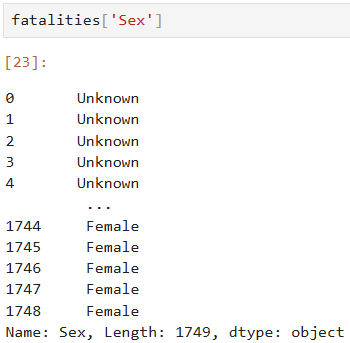 fatalities['Sex']
[23]:
0       Unknown
1       Unknown
2       Unknown
3       Unknown
4       Unknown
         ...
1744     Female
1745     Female
1746     Female
1747     Female
1748     Female
Name: Sex, Length: 1749, dtype: object